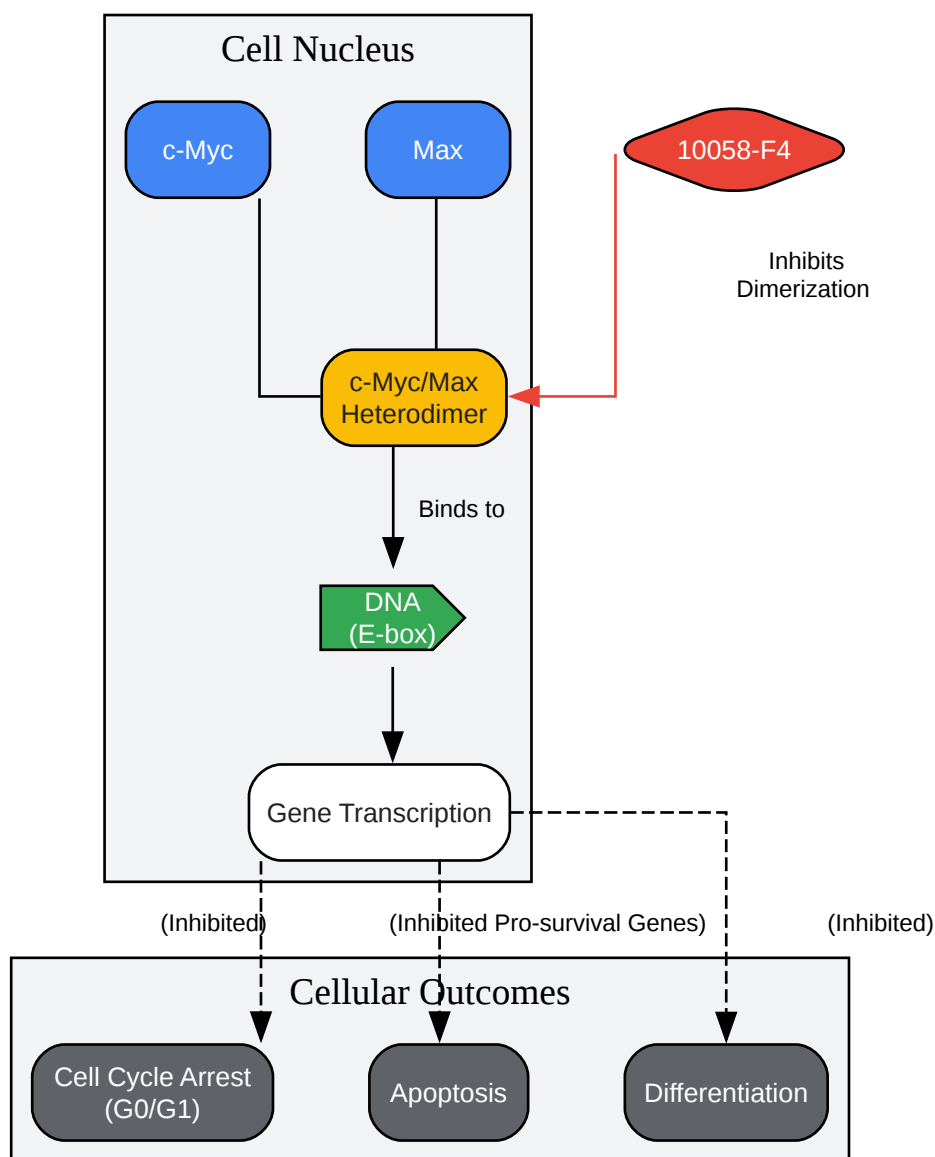 Cell Nucleus
c-Myc
Max
10058-F4
Inhibits
Dimerization
c-Myc/Max
Heterodimer
Binds to
DNA
(E-box)
Gene Transcription
(Inhibited)
(Inhibited Pro-survival Genes)
(Inhibited)
Cellular Outcomes
Cell Cycle Arrest
(G0/G1)
Apoptosis
Differentiation